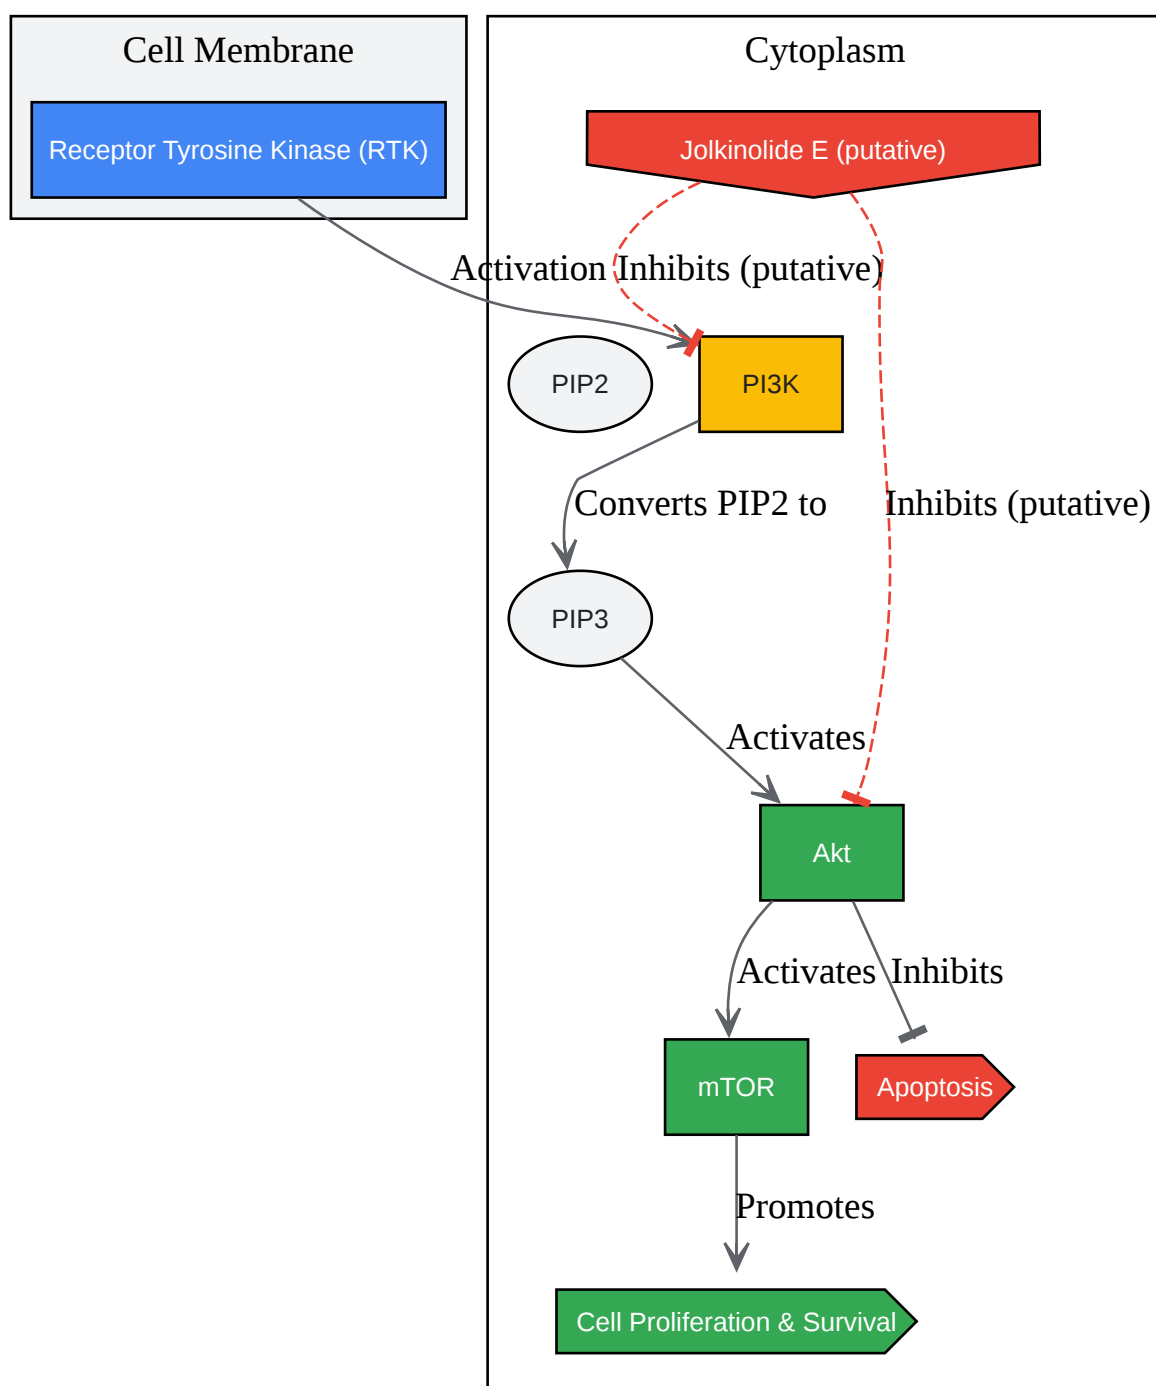 Cell Membrane
Cytoplasm
Receptor Tyrosine Kinase (RTK)
Jolkinolide E (putative)
Activation
Inhibits (putative)
PIP2
PI3K
Converts PIP2 to
Inhibits (putative)
PIP3
Activates
Akt
Activates
Inhibits
mTOR
Apoptosis
Promotes
Cell Proliferation & Survival